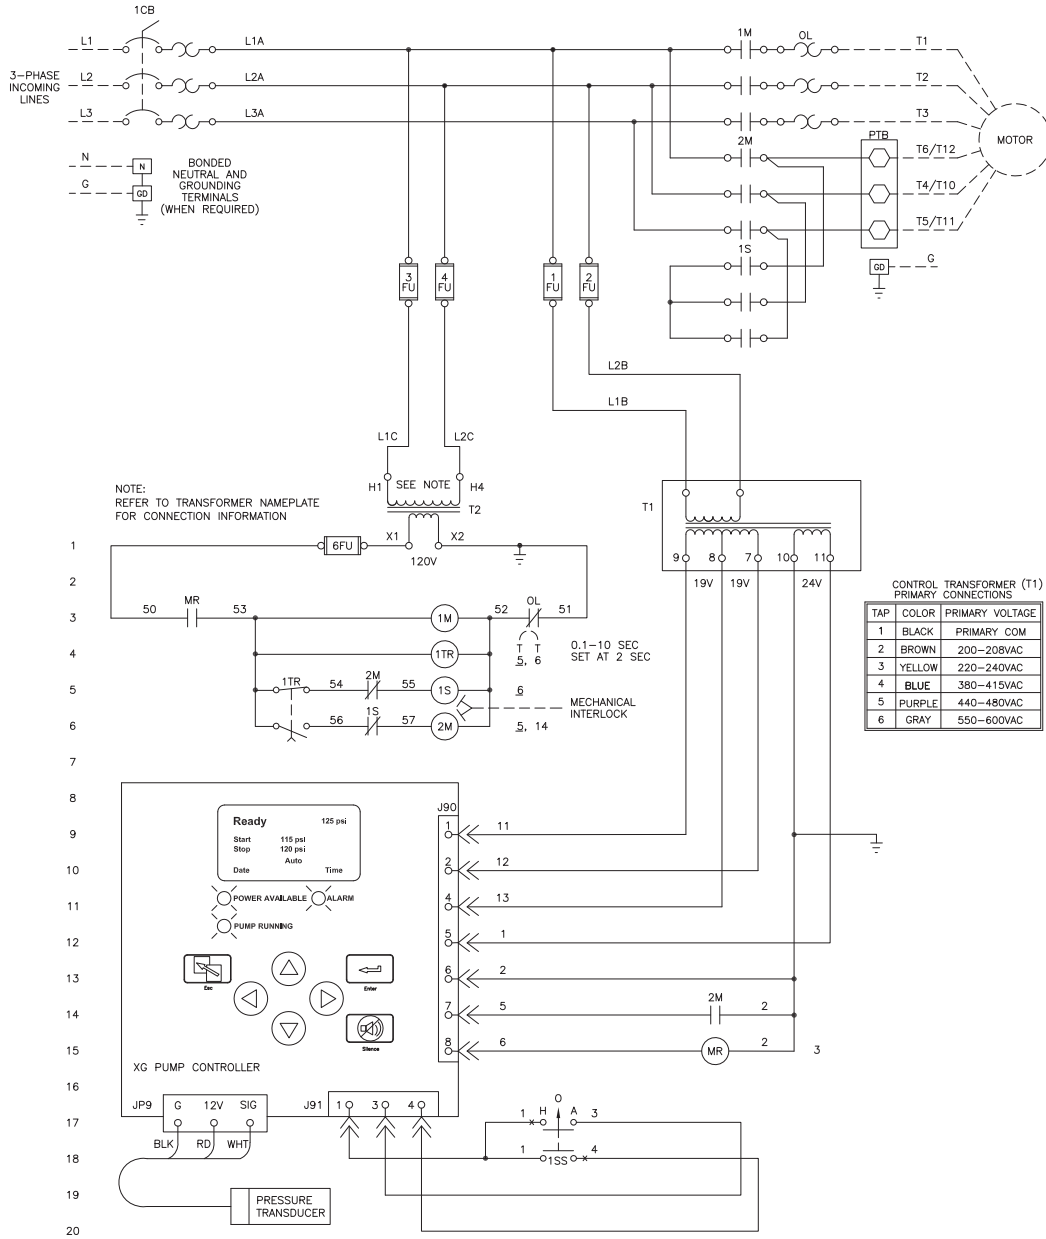 1CB
L1
L1A
1M
OL
T1
3-PHASE
INCOMING
LINES
L2
L2A
T2
L3
L3A
T3
MOTOR
PTB
2M
T6/T12
T4/T10
T5/T11
N
N
G
GD
BONDED
NEUTRAL AND
GROUNDING
TERMINALS
(WHEN REQUIRED)
1S
GD
G
3
FU
4
FU
1
FU
2
FU
L2B
L1B
L1C
L2C
H1
SEE NOTE
H4
T2
NOTE:
REFER TO TRANSFORMER NAMEPLATE
FOR CONNECTION INFORMATION
T1
X1
X2
120V
6FU
9
8
7
10
11
19V
19V
24V
CONTROL TRANSFORMER (T1)
PRIMARY CONNECTIONS
TAP COLOR PRIMARY VOLTAGE
1 BLACK PRIMARY COM
2 BROWN 200-208VAC
3 YELLOW 220-240VAC
4 BLUE 380-415VAC
5 PURPLE 440-480VAC
6 GRAY 550-600VAC
1
2
3
50
MR
53
1M
52
OL
51
4
1TR
T T
5, 6
0.1-10 SEC
SET AT 2 SEC
5
1TR
54
2M
55
1S
6
MECHANICAL
INTERLOCK
6
56
1S
57
2M
5, 14
7
8
J90
9
Ready 125 psi
Start 115 psi
Stop 120 psi
Auto
Date Time
1
11
10
2
12
11
POWER AVAILABLE
ALARM
PUMP RUNNING
4
13
12
5
1
13
Esc
Enter
6
2
14
7
5
2M
2
Silence
15
8
6
MR
2
3
XG PUMP CONTROLLER
16
JP9
G
12V
SIG
J91
1
3
4
17
1
H
O
A
3
BLK
RD
WHT
18
1
1SS
4
19
PRESSURE
TRANSDUCER
20